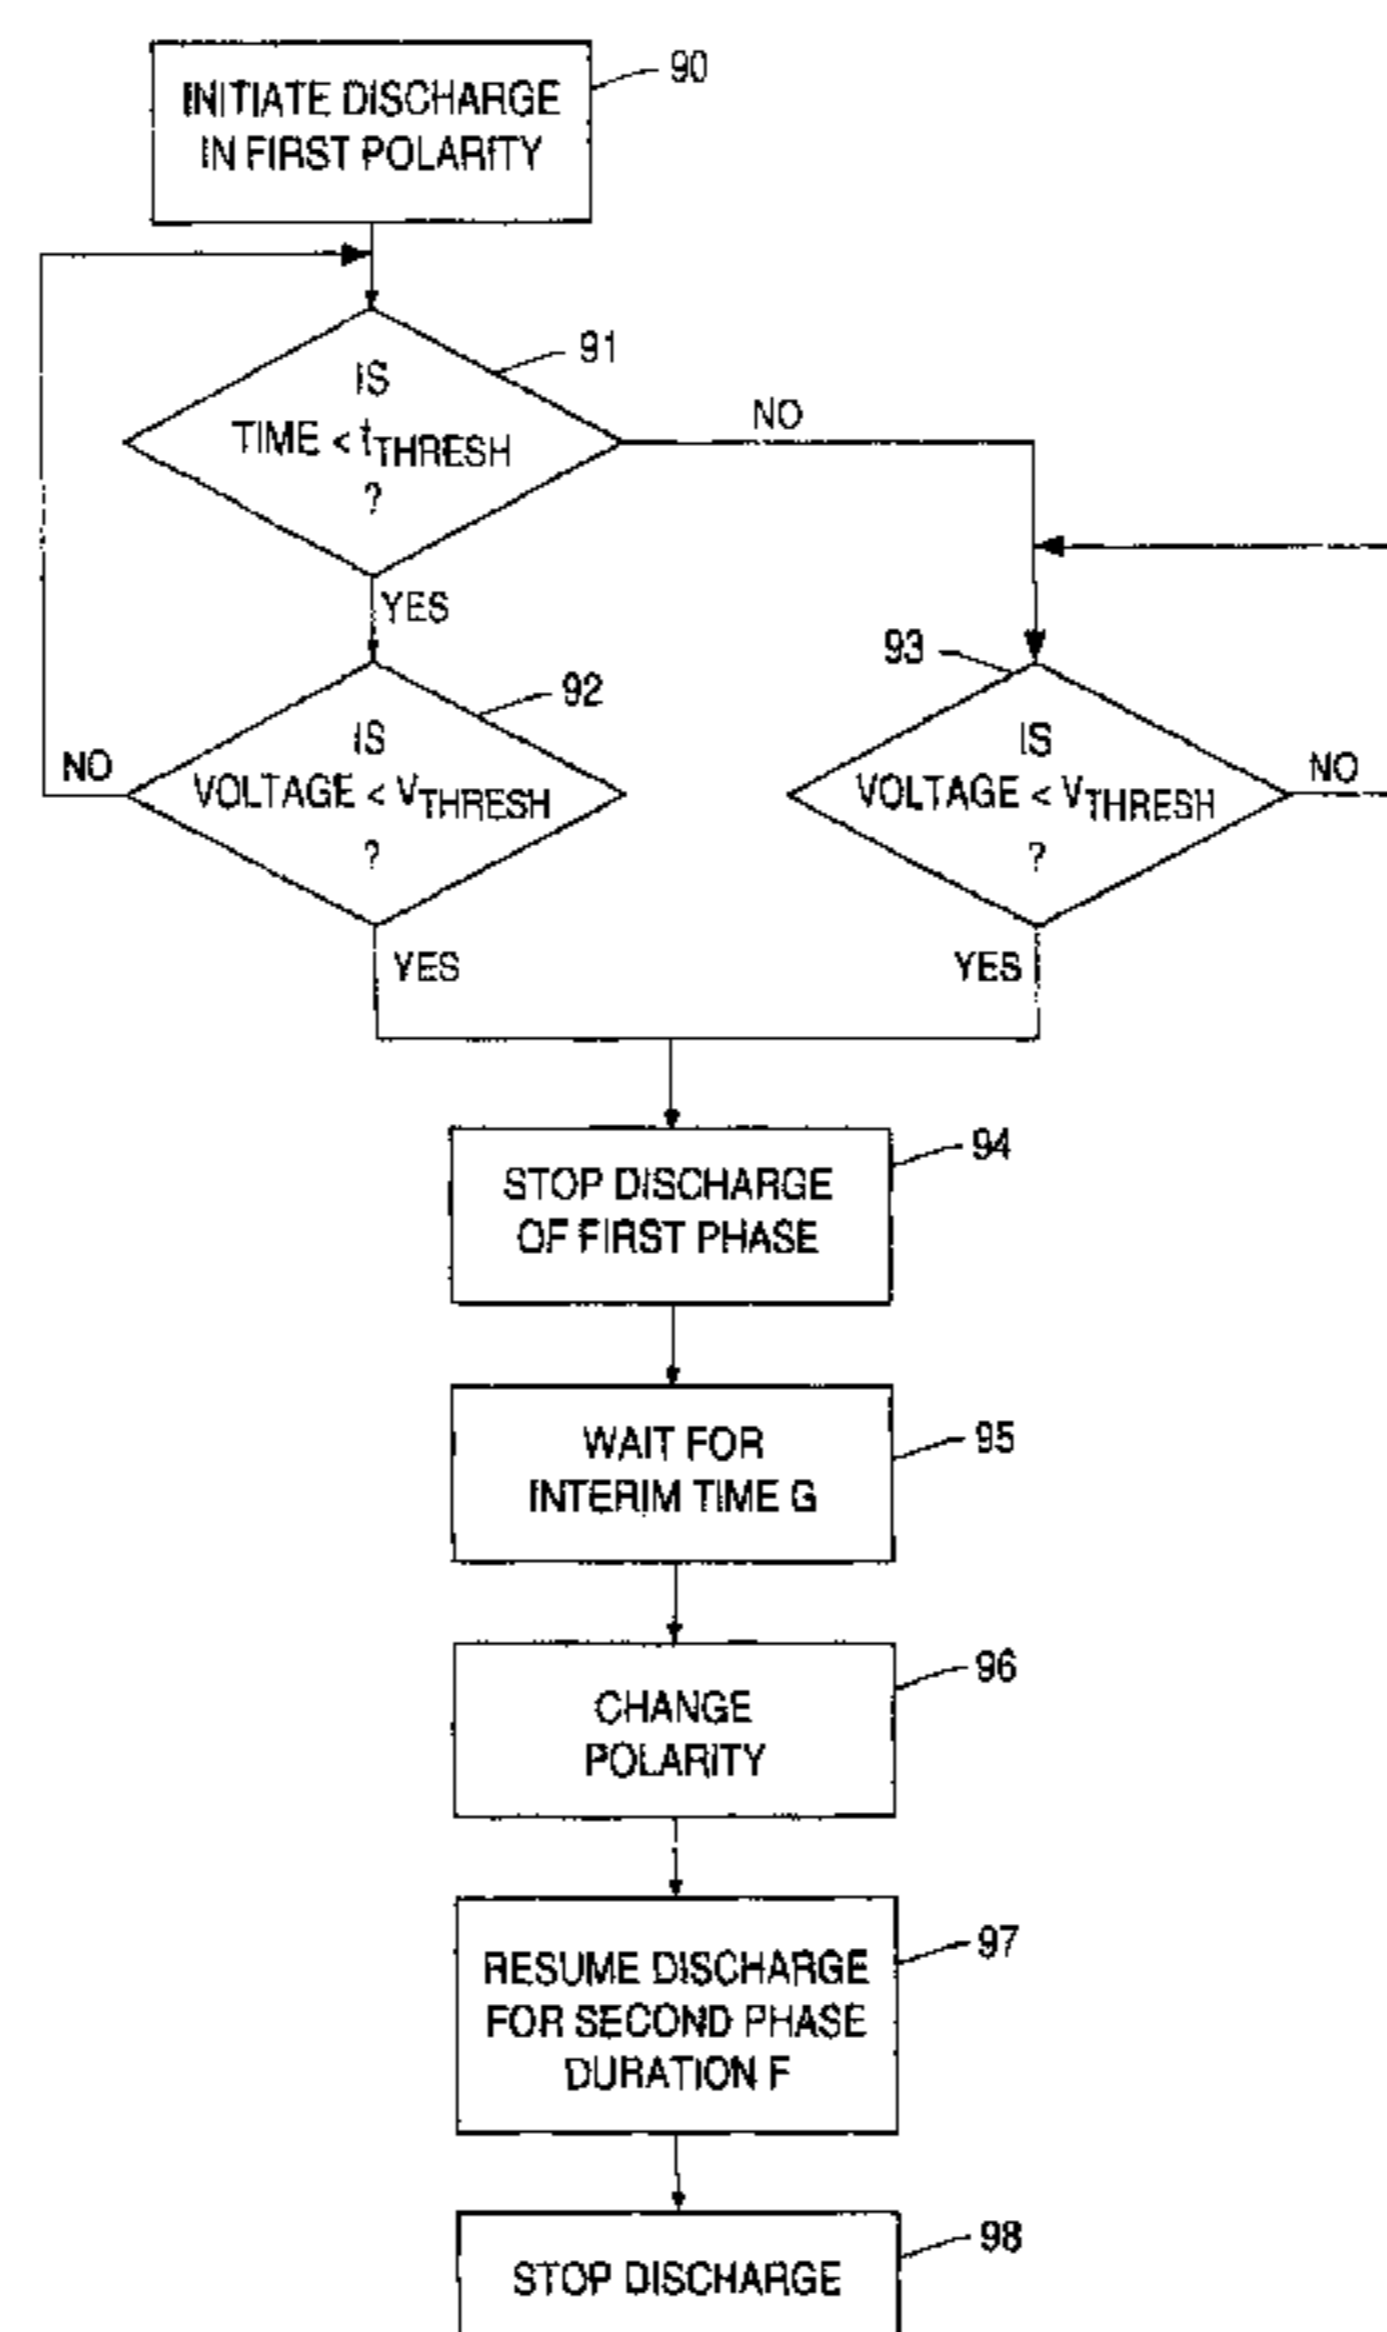 90
INITIATE DISCHARGE
IN FIRST POLARITY
91
IS
TIME < tTHRESH
?
NO
YES
92
IS
VOLTAGE < VTHRESH
?
NO
YES
93
IS
VOLTAGE < VTHRESH
?
NO
YES
94
STOP DISCHARGE
OF FIRST PHASE
95
WAIT FOR
INTERIM TIME G
96
CHANGE
POLARITY
97
RESUME DISCHARGE
FOR SECOND PHASE
DURATION F
98
STOP DISCHARGE